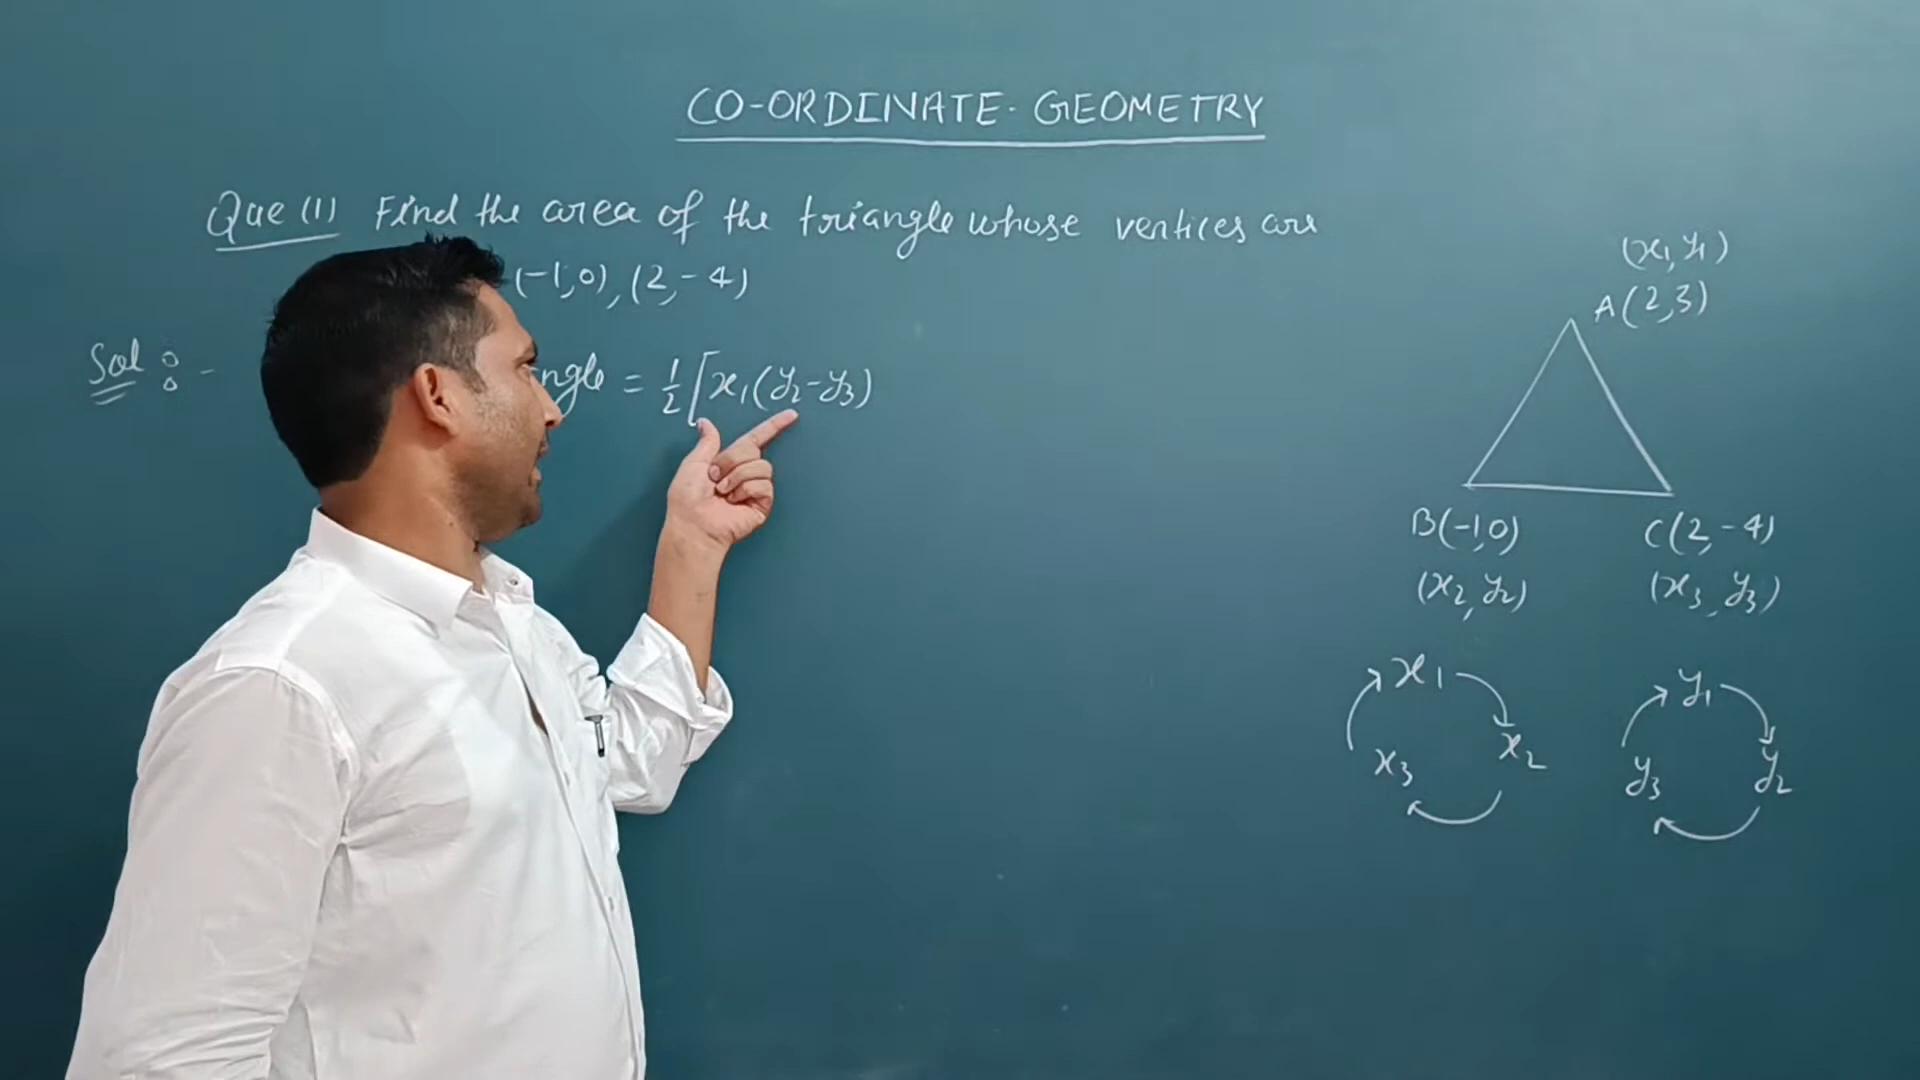 CO-ORDINATE-GEOMETRY
Que (1) Find the area of the triangle whose vertices are
(-1,0), (2,-4)
Sol :-
ngle = 1/2 [x₁(y₂-y₃)
(x₁, y₁)
A(2,3)
B(-1,0)
C(2,-4)
(x₂, y₂)
(x₃, y₃)
x₁
x₂
x₃
y₁
y₂
y₃